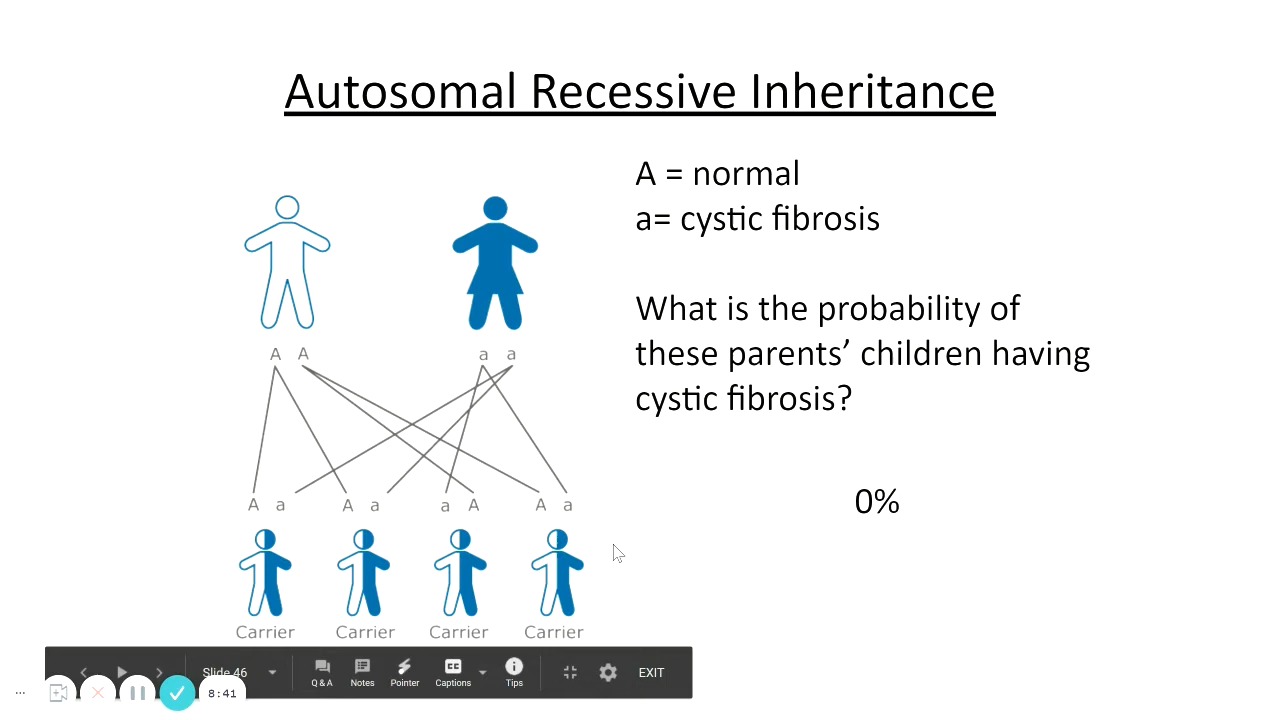 Autosomal Recessive Inheritance
A = normal
a= cystic fibrosis
What is the probability of
these parents’ children having
cystic fibrosis?
0%
A A a a
A a A a a A A a
Carrier Carrier Carrier Carrier
Slide 46 Q & A Notes Pointer Captions Tips EXIT
CC
... 8:41